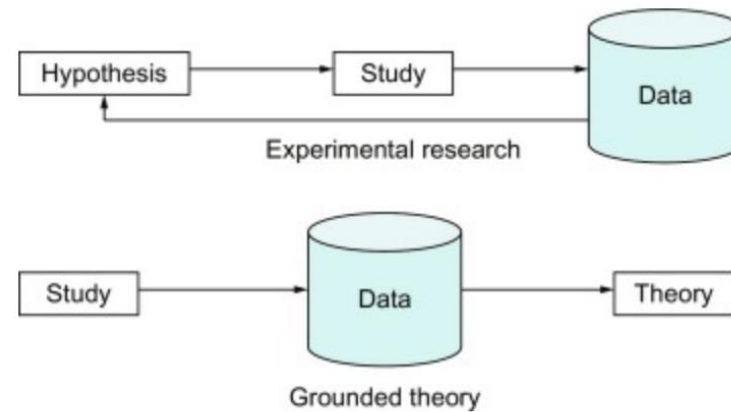 Hypothesis
Study
Data
Experimental research
Study
Data
Theory
Grounded theory